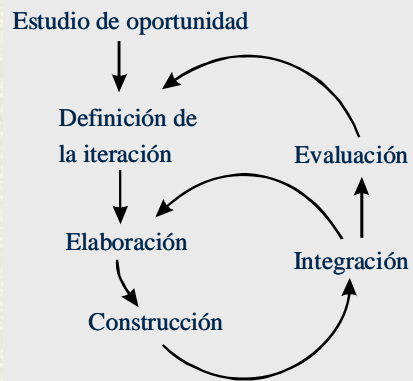 Estudio de oportunidad
Definición de
la iteración
Evaluación
Elaboración
Integración
Construcción